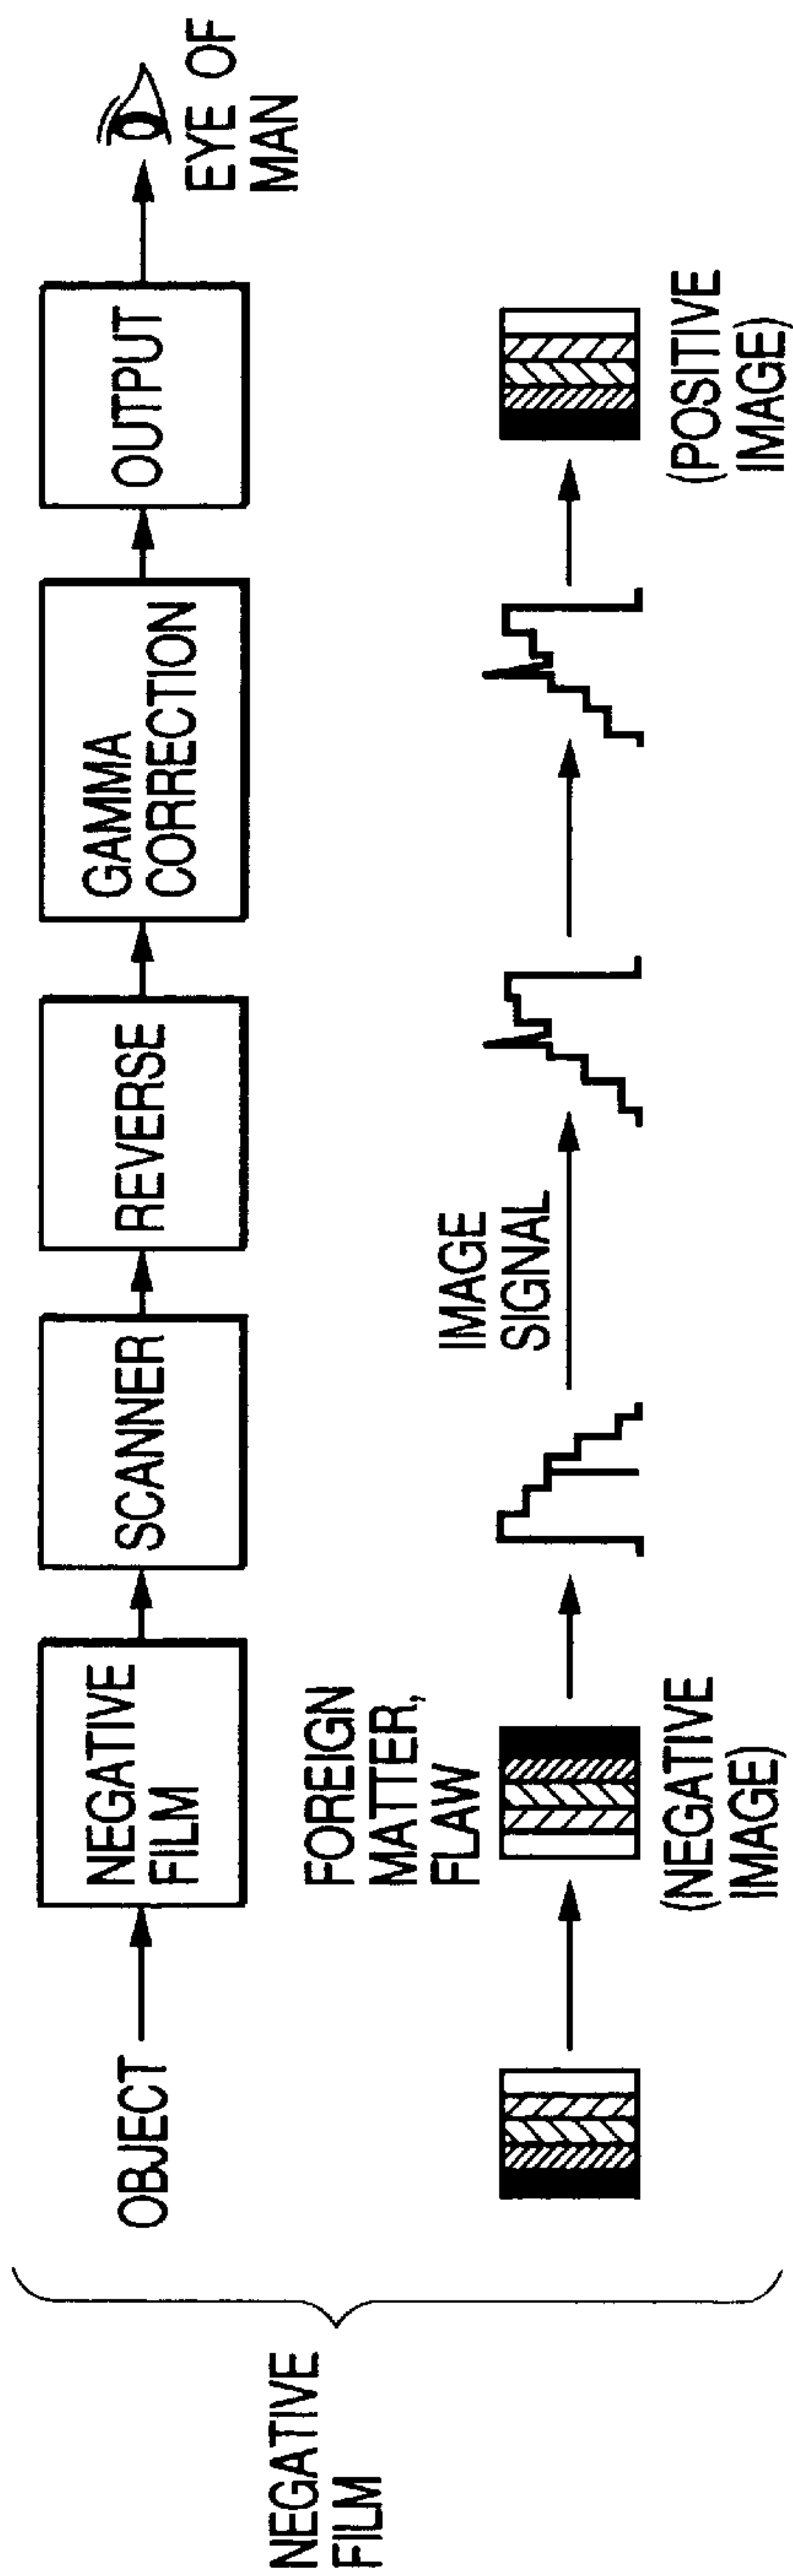 NEGATIVE
FILM
OBJECT
NEGATIVE
FILM
SCANNER
REVERSE
GAMMA
CORRECTION
OUTPUT
EYE OF
MAN
FOREIGN
MATTER,
FLAW
(NEGATIVE
IMAGE)
IMAGE
SIGNAL
(POSITIVE
IMAGE)